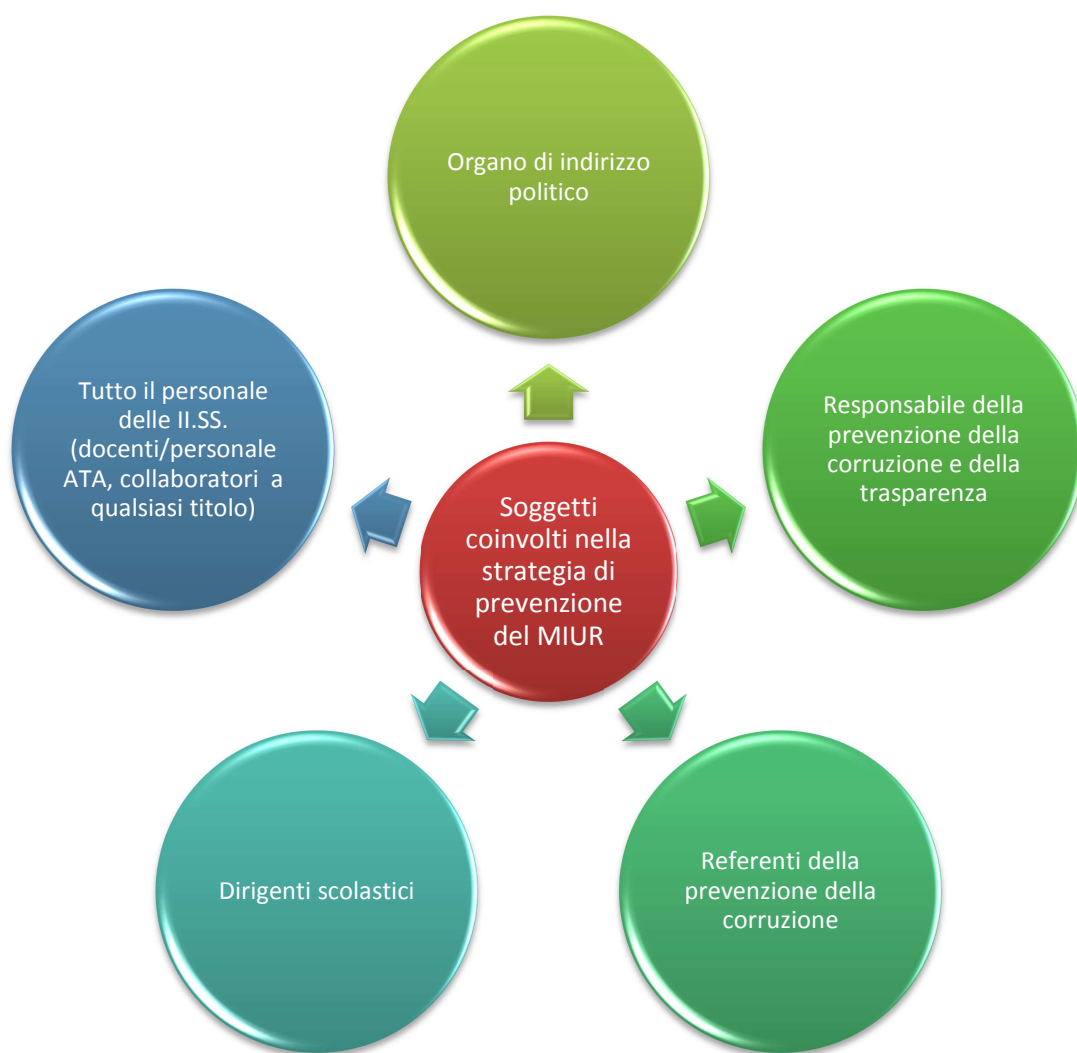 Organo di indirizzo
politico
Responsabile della
prevenzione della
corruzione e della
trasparenza
Referenti della
prevenzione della
corruzione
Dirigenti scolastici
Tutto il personale
delle II.SS.
(docenti/personale
ATA, collaboratori a
qualsiasi titolo)
Soggetti
coinvolti nella
strategia di
prevenzione
del MIUR